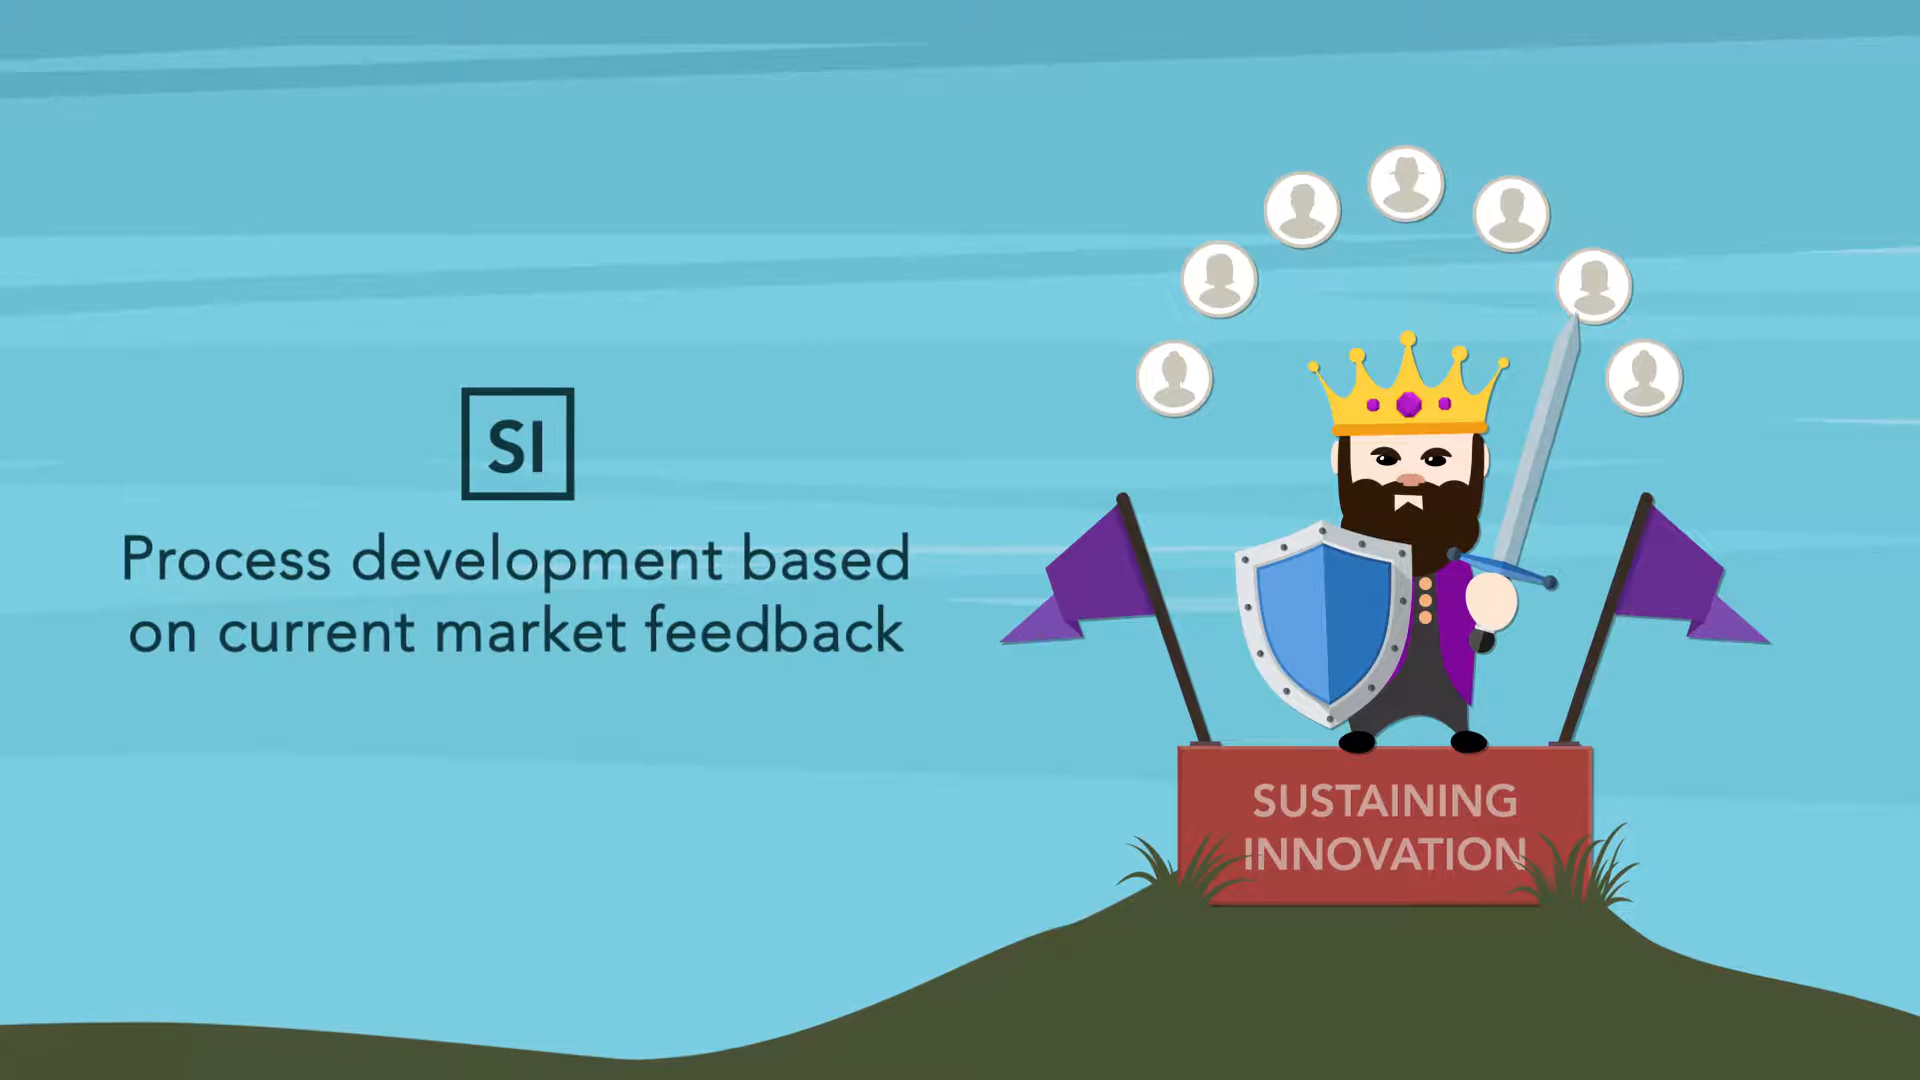 SI
Process development based
on current market feedback
SUSTAINING
INNOVATION